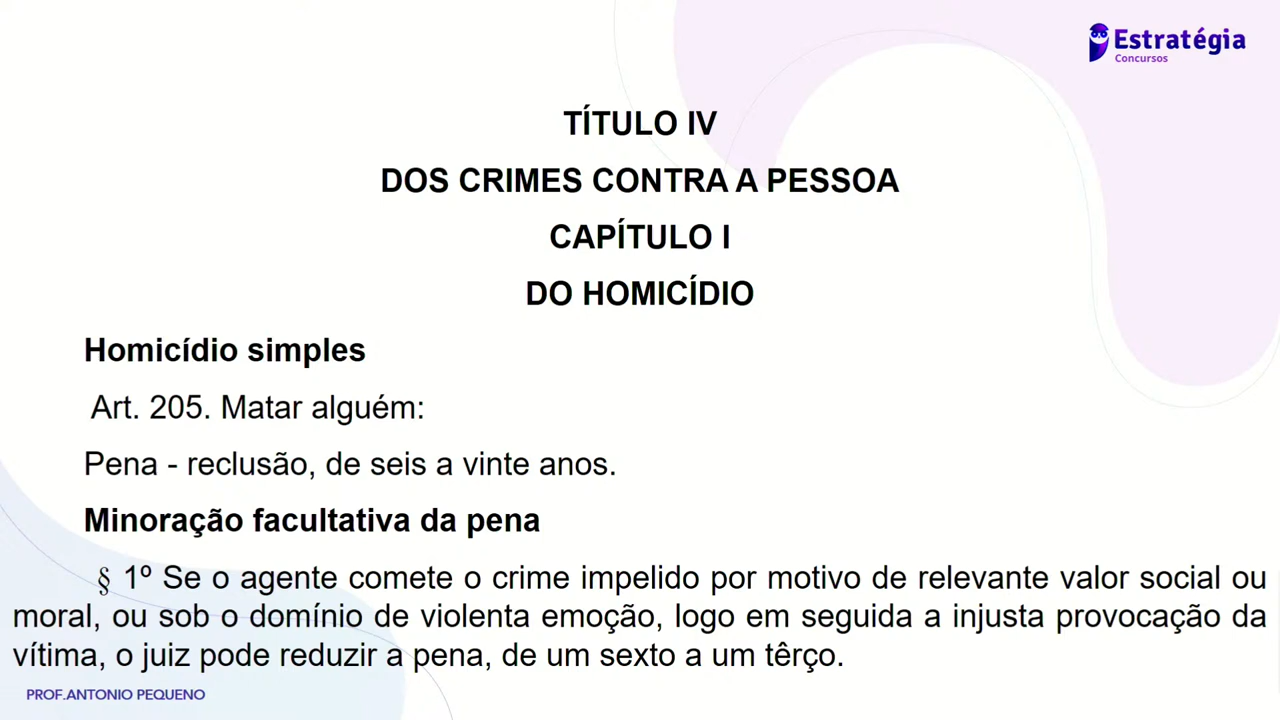 Estratégia
Concursos
TÍTULO IV
DOS CRIMES CONTRA A PESSOA
CAPÍTULO I
DO HOMICÍDIO
Homicídio simples
Art. 205. Matar alguém:
Pena - reclusão, de seis a vinte anos.
Minoração facultativa da pena
§ 1º Se o agente comete o crime impelido por motivo de relevante valor social ou
moral, ou sob o domínio de violenta emoção, logo em seguida a injusta provocação da
vítima, o juiz pode reduzir a pena, de um sexto a um têrço.
PROF.ANTONIO PEQUENO